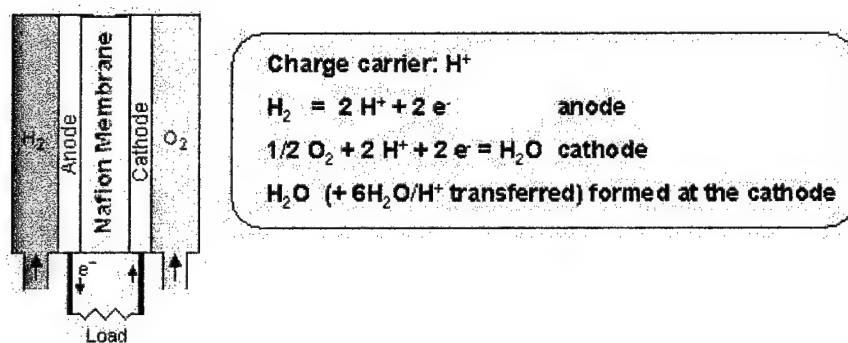 H₂
Anode
Nafion Membrane
Cathode
O₂
e⁻
Load
Charge carrier: H⁺
H₂ = 2 H⁺ + 2 e⁻ anode
1/2 O₂ + 2 H⁺ + 2 e⁻ = H₂O cathode
H₂O (+ 6H₂O/H⁺ transferred) formed at the cathode